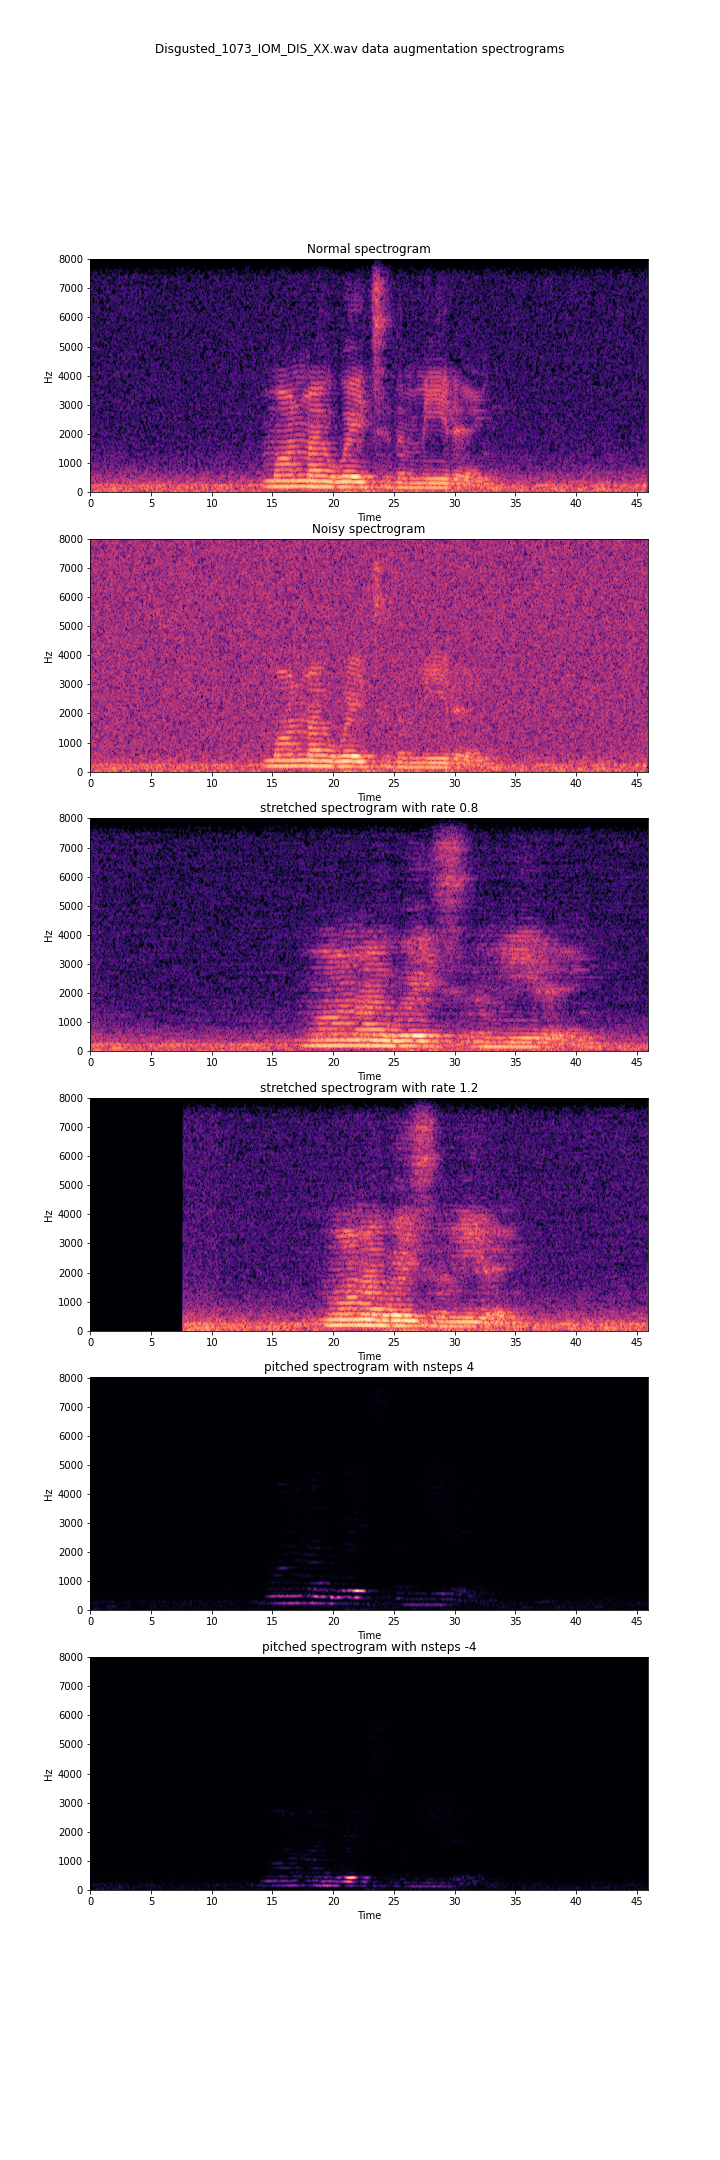 Disgusted_1073_IOM_DIS_XX.wav data augmentation spectrograms
Normal spectrogram
8000
7000
6000
5000
4000
3000
2000
1000
0
Hz
0 5 10 15 20 25 30 35 40 45
Time
Noisy spectrogram
8000
7000
6000
5000
4000
3000
2000
1000
0
Hz
0 5 10 15 20 25 30 35 40 45
Time
stretched spectrogram with rate 0.8
8000
7000
6000
5000
4000
3000
2000
1000
0
Hz
0 5 10 15 20 25 30 35 40 45
Time
stretched spectrogram with rate 1.2
8000
7000
6000
5000
4000
3000
2000
1000
0
Hz
0 5 10 15 20 25 30 35 40 45
Time
pitched spectrogram with nsteps 4
8000
7000
6000
5000
4000
3000
2000
1000
0
Hz
0 5 10 15 20 25 30 35 40 45
Time
pitched spectrogram with nsteps -4
8000
7000
6000
5000
4000
3000
2000
1000
0
Hz
0 5 10 15 20 25 30 35 40 45
Time